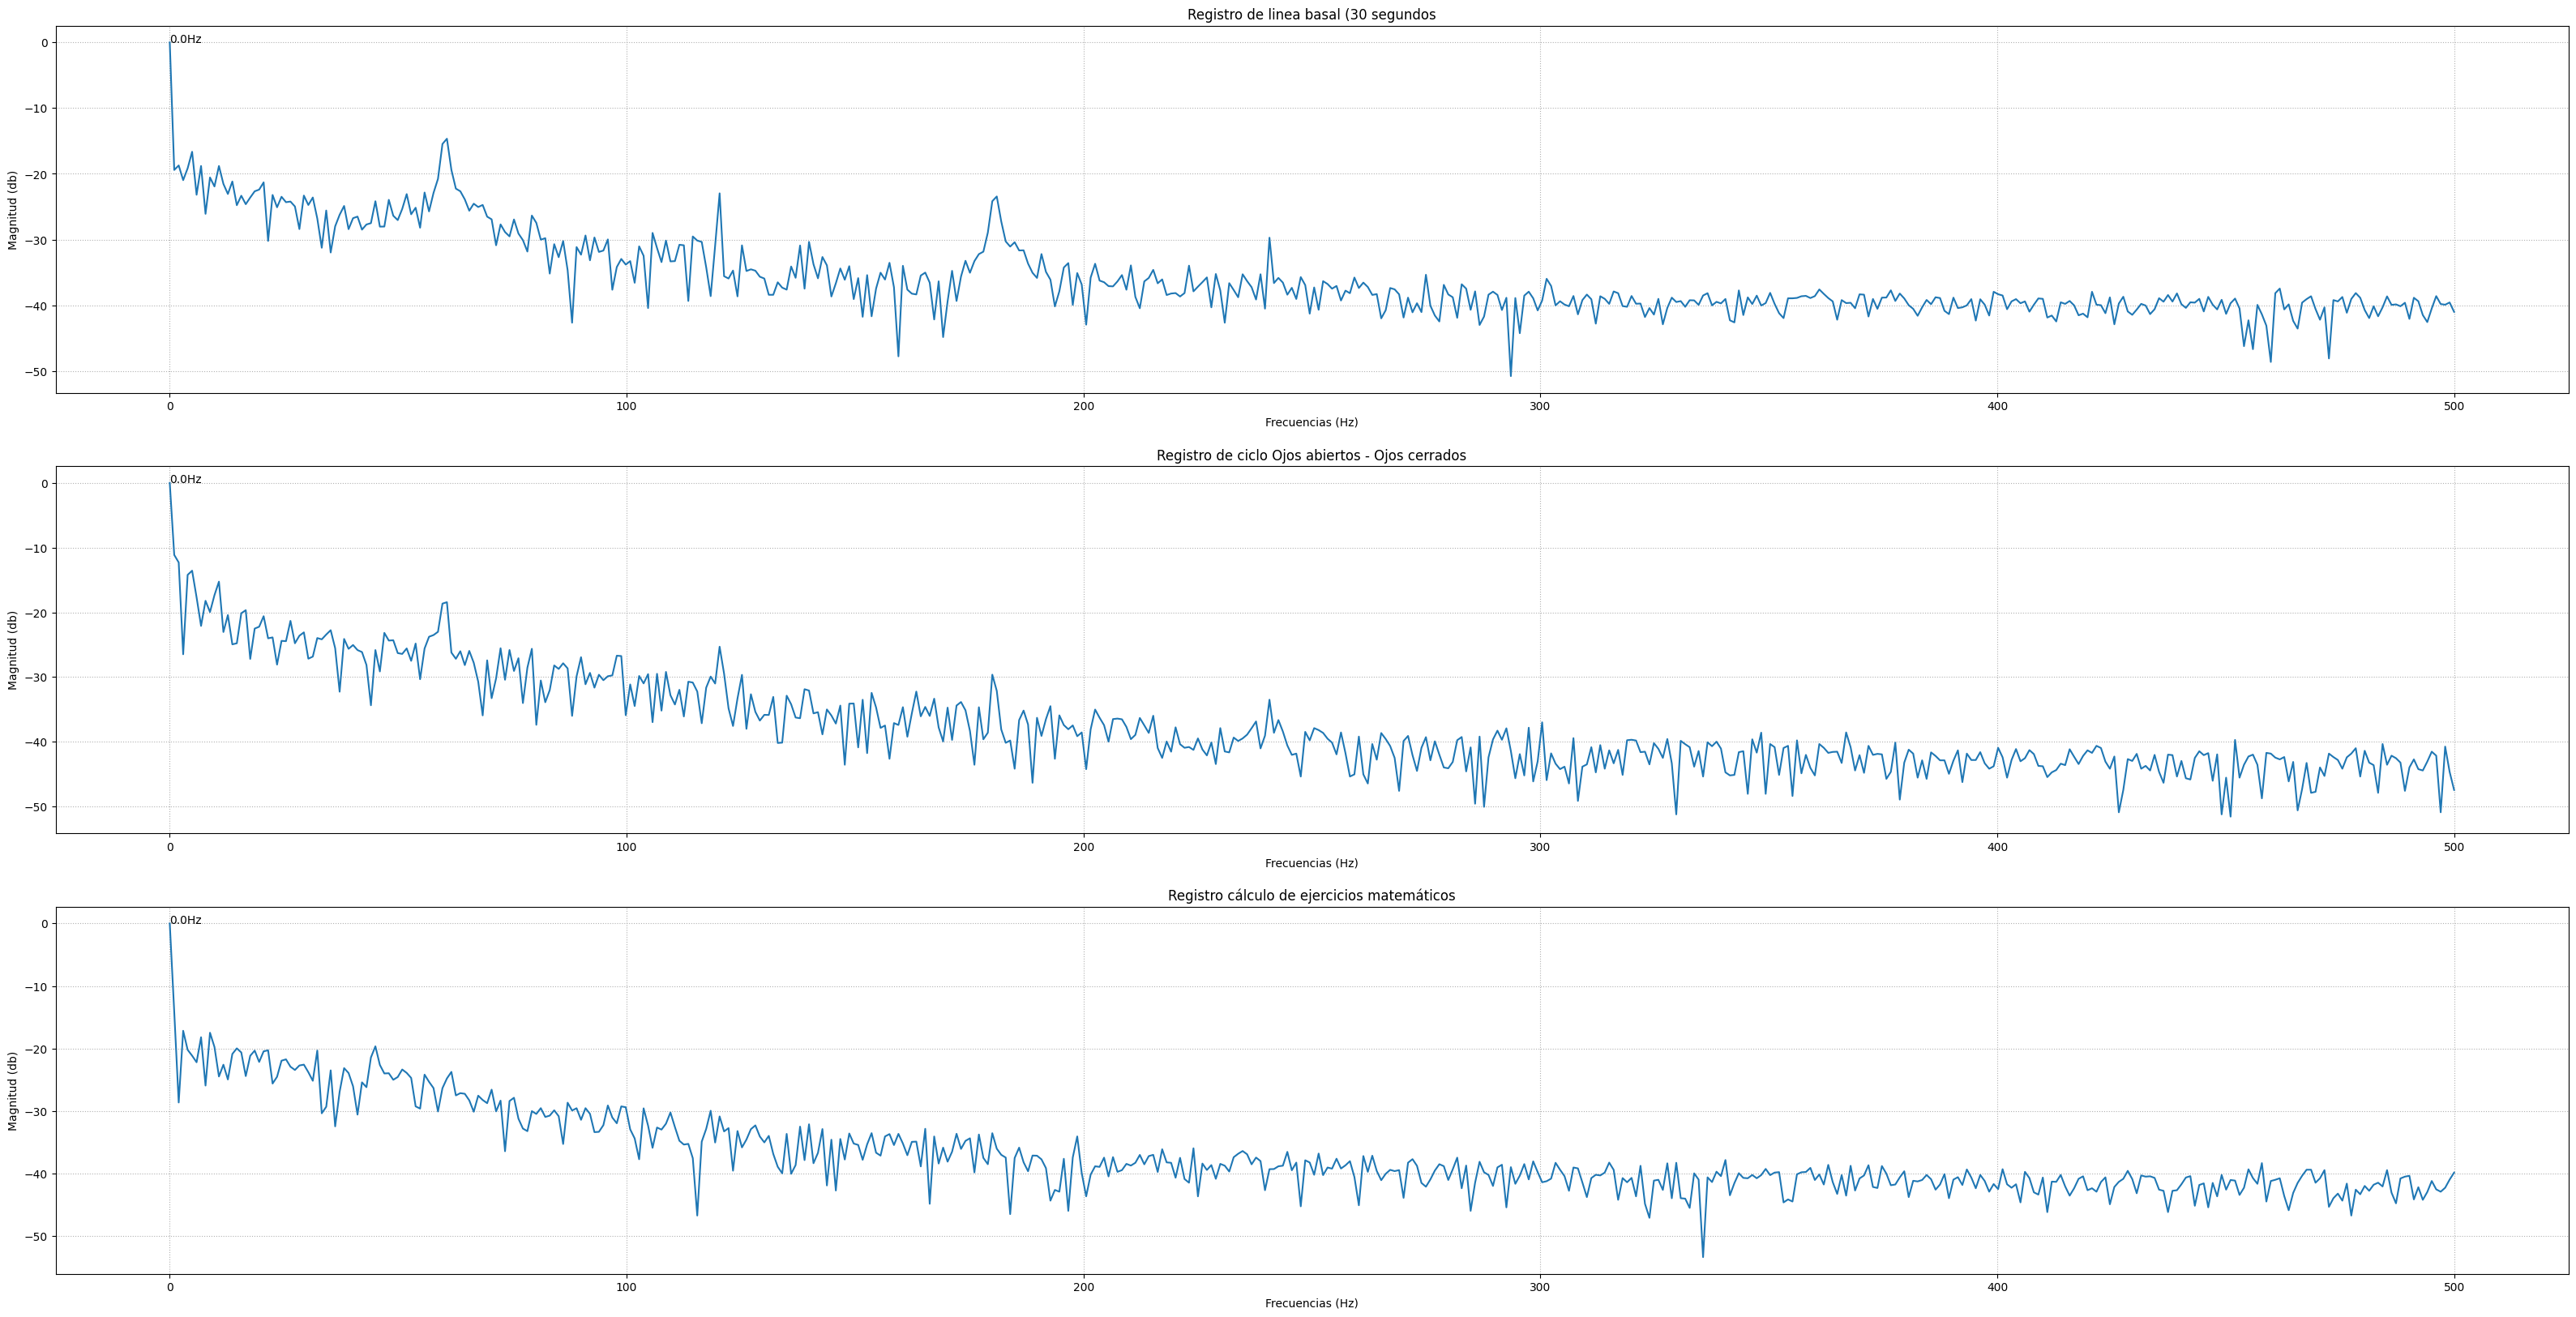 Registro de linea basal (30 segundos
0.0Hz
0
−10
−20
−30
−40
−50
Magnitud (db)
0 100 200 300 400 500
Frecuencias (Hz)
Registro de ciclo Ojos abiertos - Ojos cerrados
0.0Hz
0
−10
−20
−30
−40
−50
Magnitud (db)
0 100 200 300 400 500
Frecuencias (Hz)
Registro cálculo de ejercicios matemáticos
0.0Hz
0
−10
−20
−30
−40
−50
Magnitud (db)
0 100 200 300 400 500
Frecuencias (Hz)